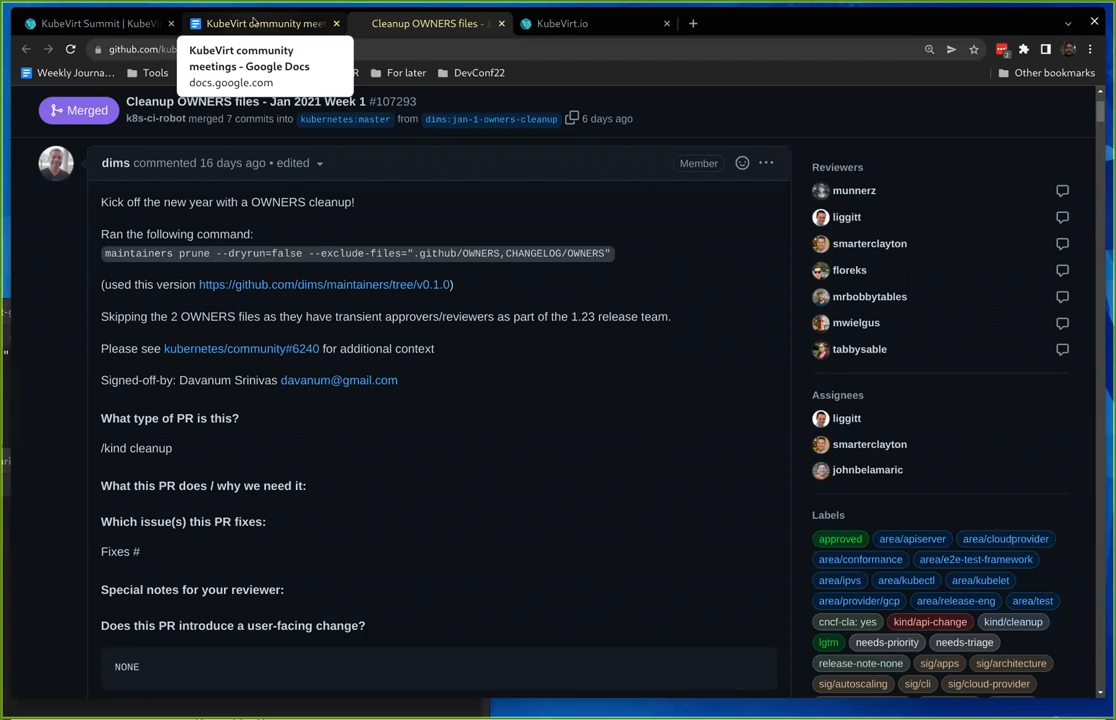 KubeVirt Summit | KubeVi
KubeVirt community mee
Cleanup OWNERS files -
KubeVirt.io
github.com/kub
KubeVirt community
meetings - Google Docs
docs.google.com
Weekly Journa...
Tools
R
For later
DevConf22
Other bookmarks
Merged
Cleanup OWNERS files - Jan 2021 Week 1 #107293
k8s-ci-robot merged 7 commits into kubernetes:master from dims:jan-1-owners-cleanup 6 days ago
dims commented 16 days ago • edited
Member
Kick off the new year with a OWNERS cleanup!
Ran the following command:
maintainers prune --dryrun=false --exclude-files=".github/OWNERS,CHANGELOG/OWNERS"
(used this version https://github.com/dims/maintainers/tree/v0.1.0)
Skipping the 2 OWNERS files as they have transient approvers/reviewers as part of the 1.23 release team.
Please see kubernetes/community#6240 for additional context
Signed-off-by: Davanum Srinivas davanum@gmail.com
What type of PR is this?
/kind cleanup
What this PR does / why we need it:
Which issue(s) this PR fixes:
Fixes #
Special notes for your reviewer:
Does this PR introduce a user-facing change?
NONE
Reviewers
munnerz
liggitt
smarterclayton
floreks
mrbobbytables
mwielgus
tabbysable
Assignees
liggitt
smarterclayton
johnbelamaric
Labels
approved area/apiserver area/cloudprovider
area/conformance area/e2e-test-framework
area/ipvs area/kubectl area/kubelet
area/provider/gcp area/release-eng area/test
cncf-cla: yes kind/api-change kind/cleanup
lgtm needs-priority needs-triage
release-note-none sig/apps sig/architecture
sig/autoscaling sig/cli sig/cloud-provider